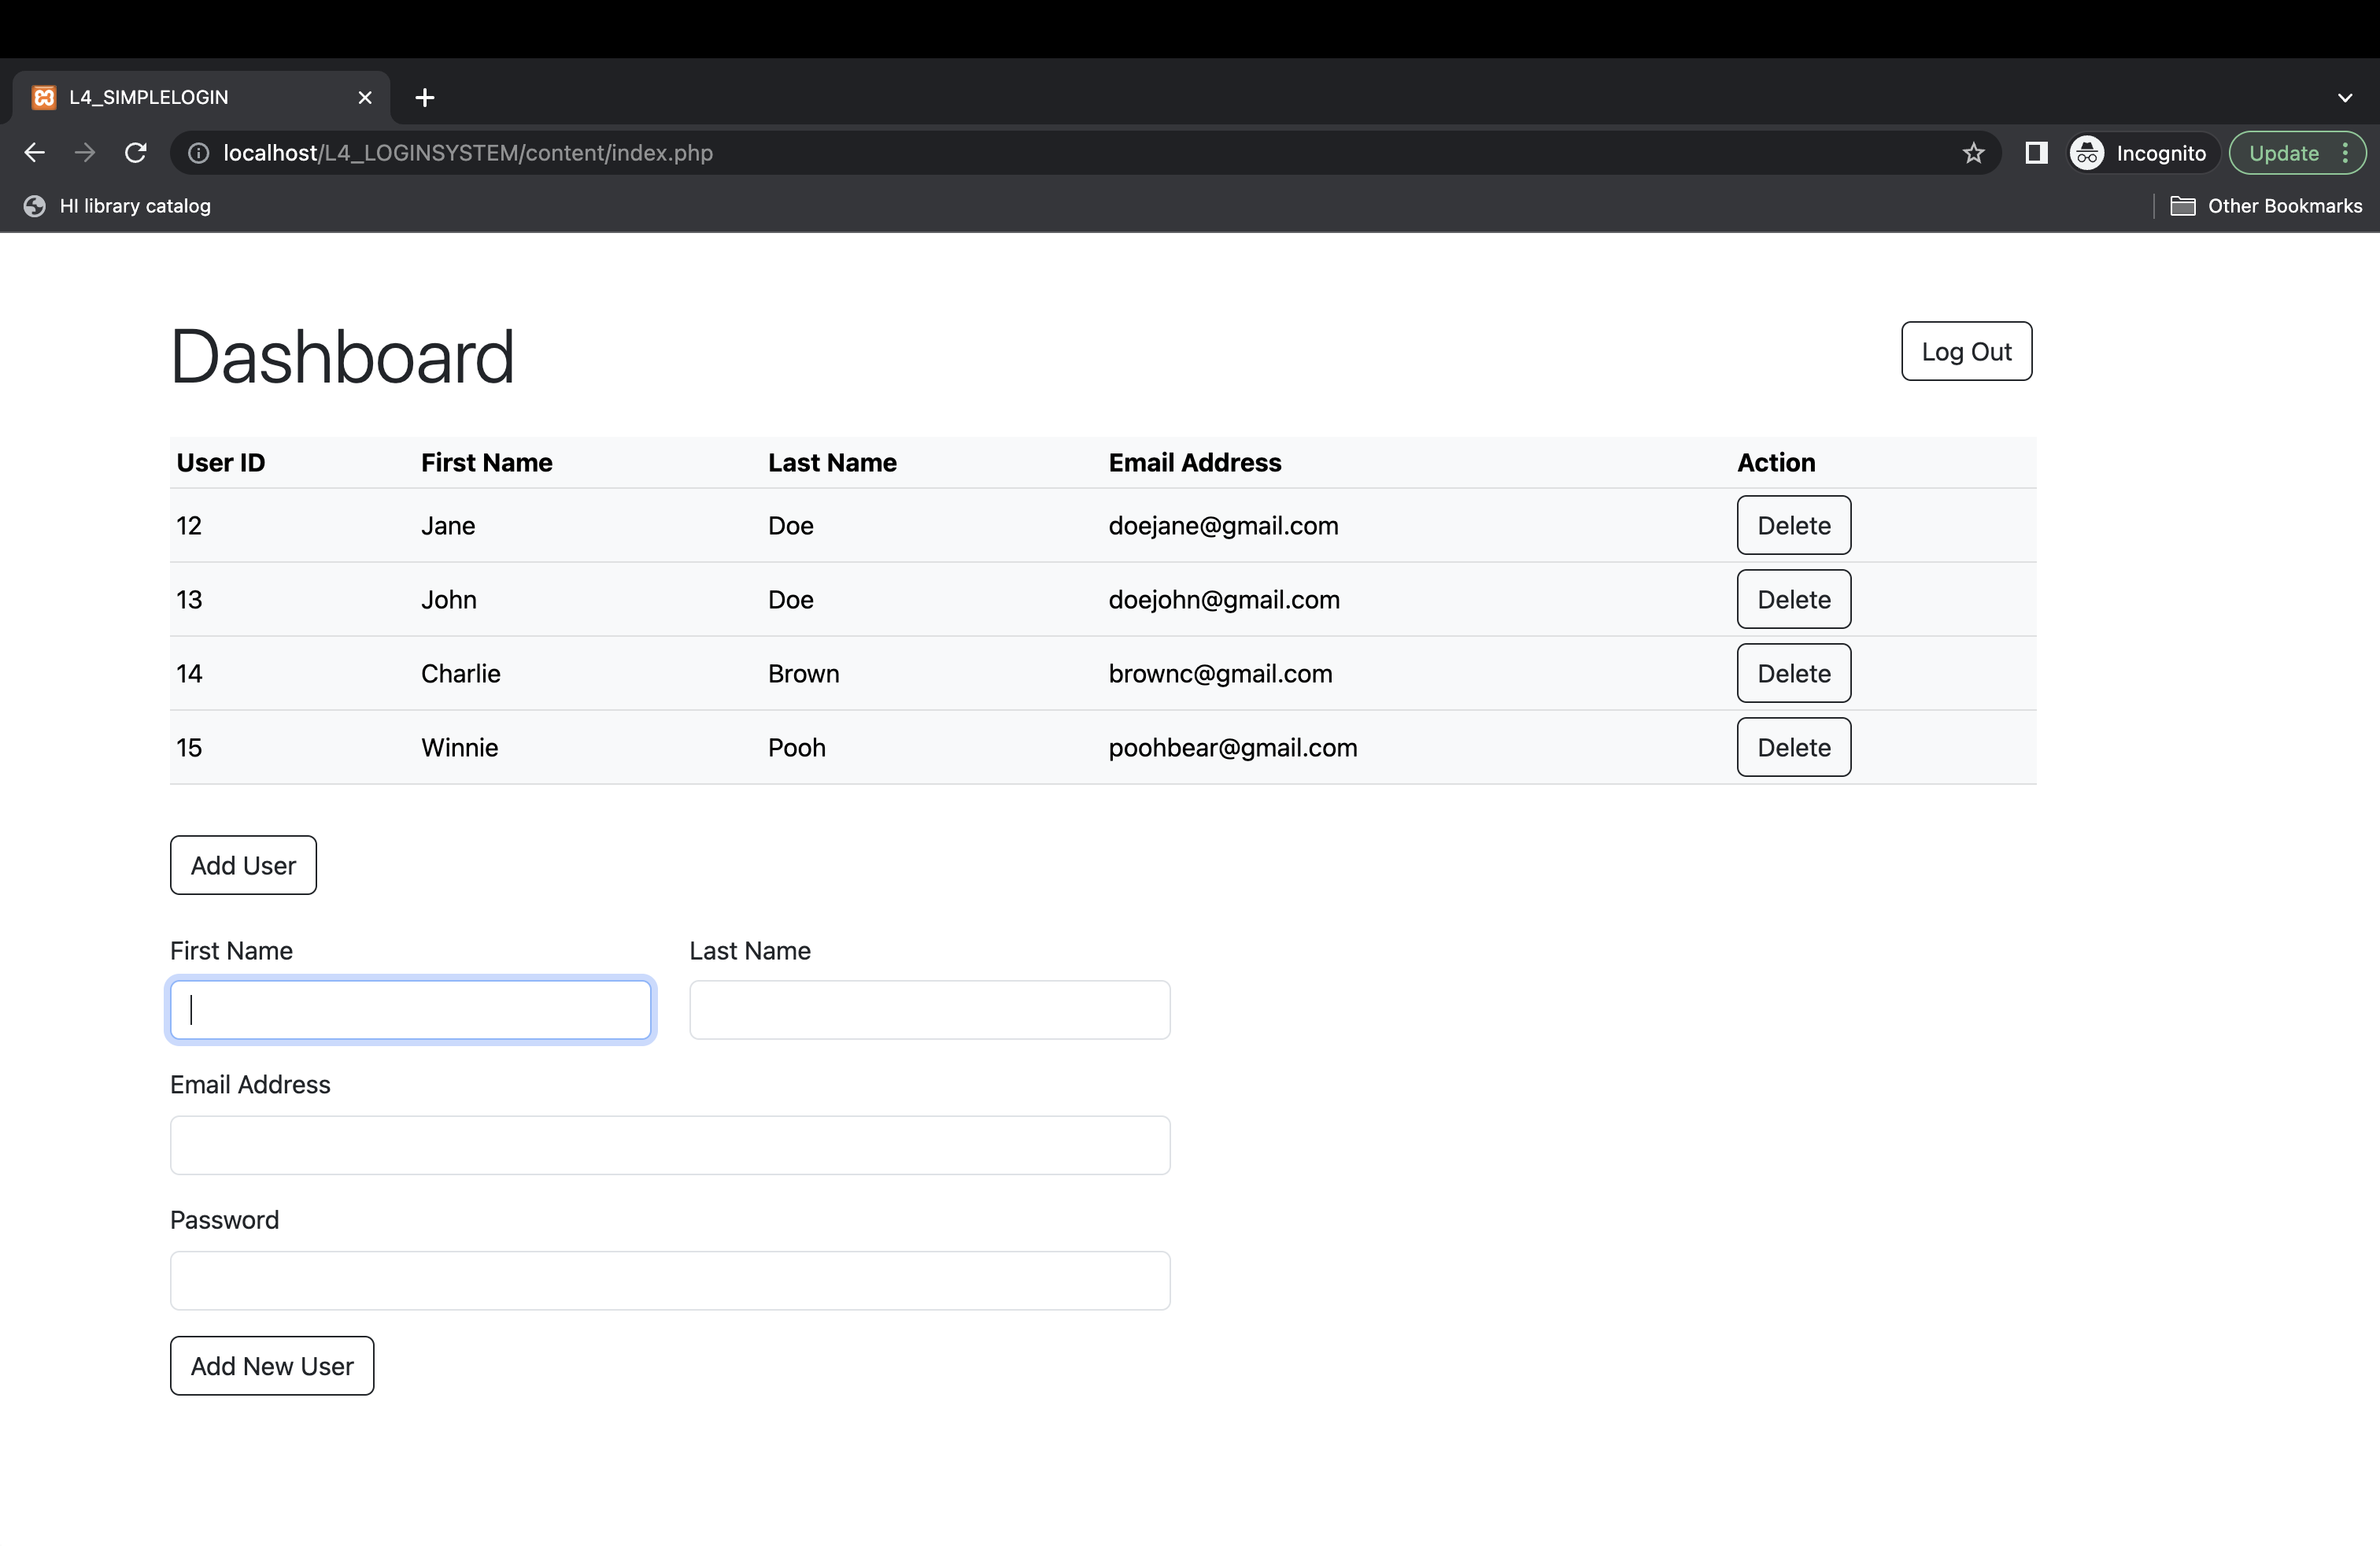 L4_SIMPLELOGIN
localhost/L4_LOGINSYSTEM/content/index.php
Incognito
Update
HI library catalog
Other Bookmarks
Dashboard
Log Out
User ID First Name Last Name Email Address Action
12 Jane Doe doejane@gmail.com Delete
13 John Doe doejohn@gmail.com Delete
14 Charlie Brown brownc@gmail.com Delete
15 Winnie Pooh poohbear@gmail.com Delete
Add User
First Name Last Name
Email Address
Password
Add New User